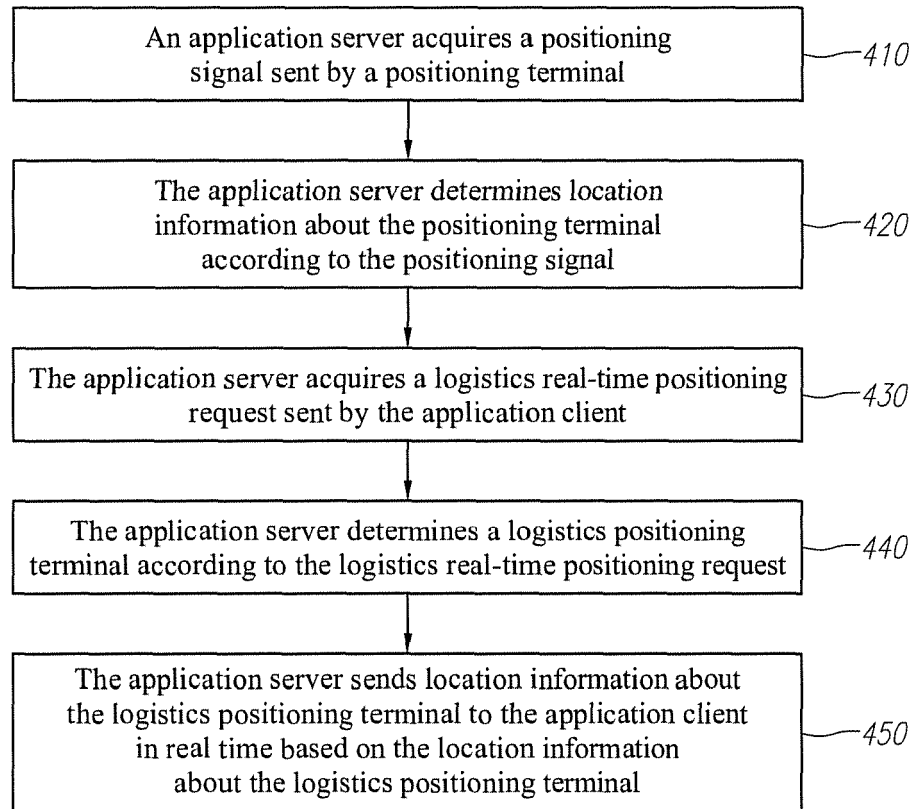 An application server acquires a positioning
signal sent by a positioning terminal
410
The application server determines location
information about the positioning terminal
according to the positioning signal
420
The application server acquires a logistics real-time positioning
request sent by the application client
430
The application server determines a logistics positioning
terminal according to the logistics real-time positioning request
440
The application server sends location information about
the logistics positioning terminal to the application client
in real time based on the location information
about the logistics positioning terminal
450